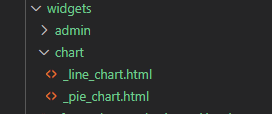 widgets
admin
chart
<> _line_chart.html
<> _pie_chart.html